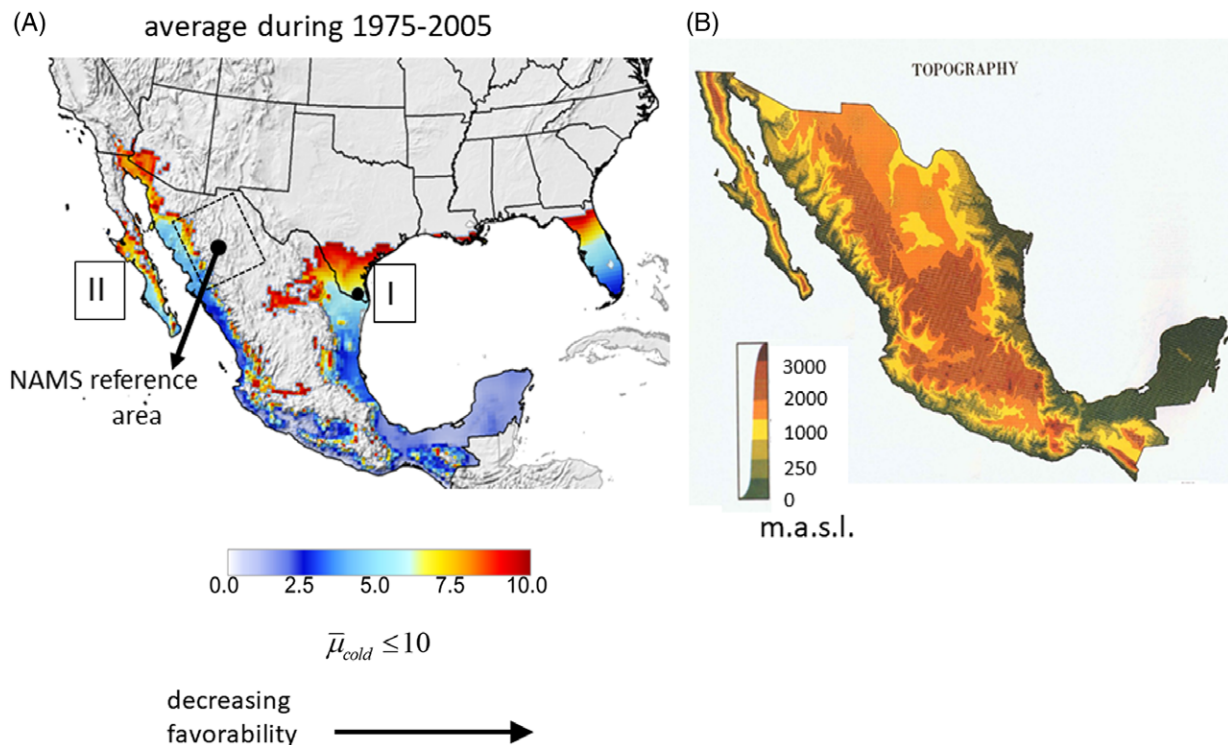 (A)
average during 1975-2005
II
I
NAMS reference
area
0.0 2.5 5.0 7.5 10.0
μ̅cold ≤10
decreasing
favorability
(B)
TOPOGRAPHY
3000
2000
1000
250
0
m.a.s.l.